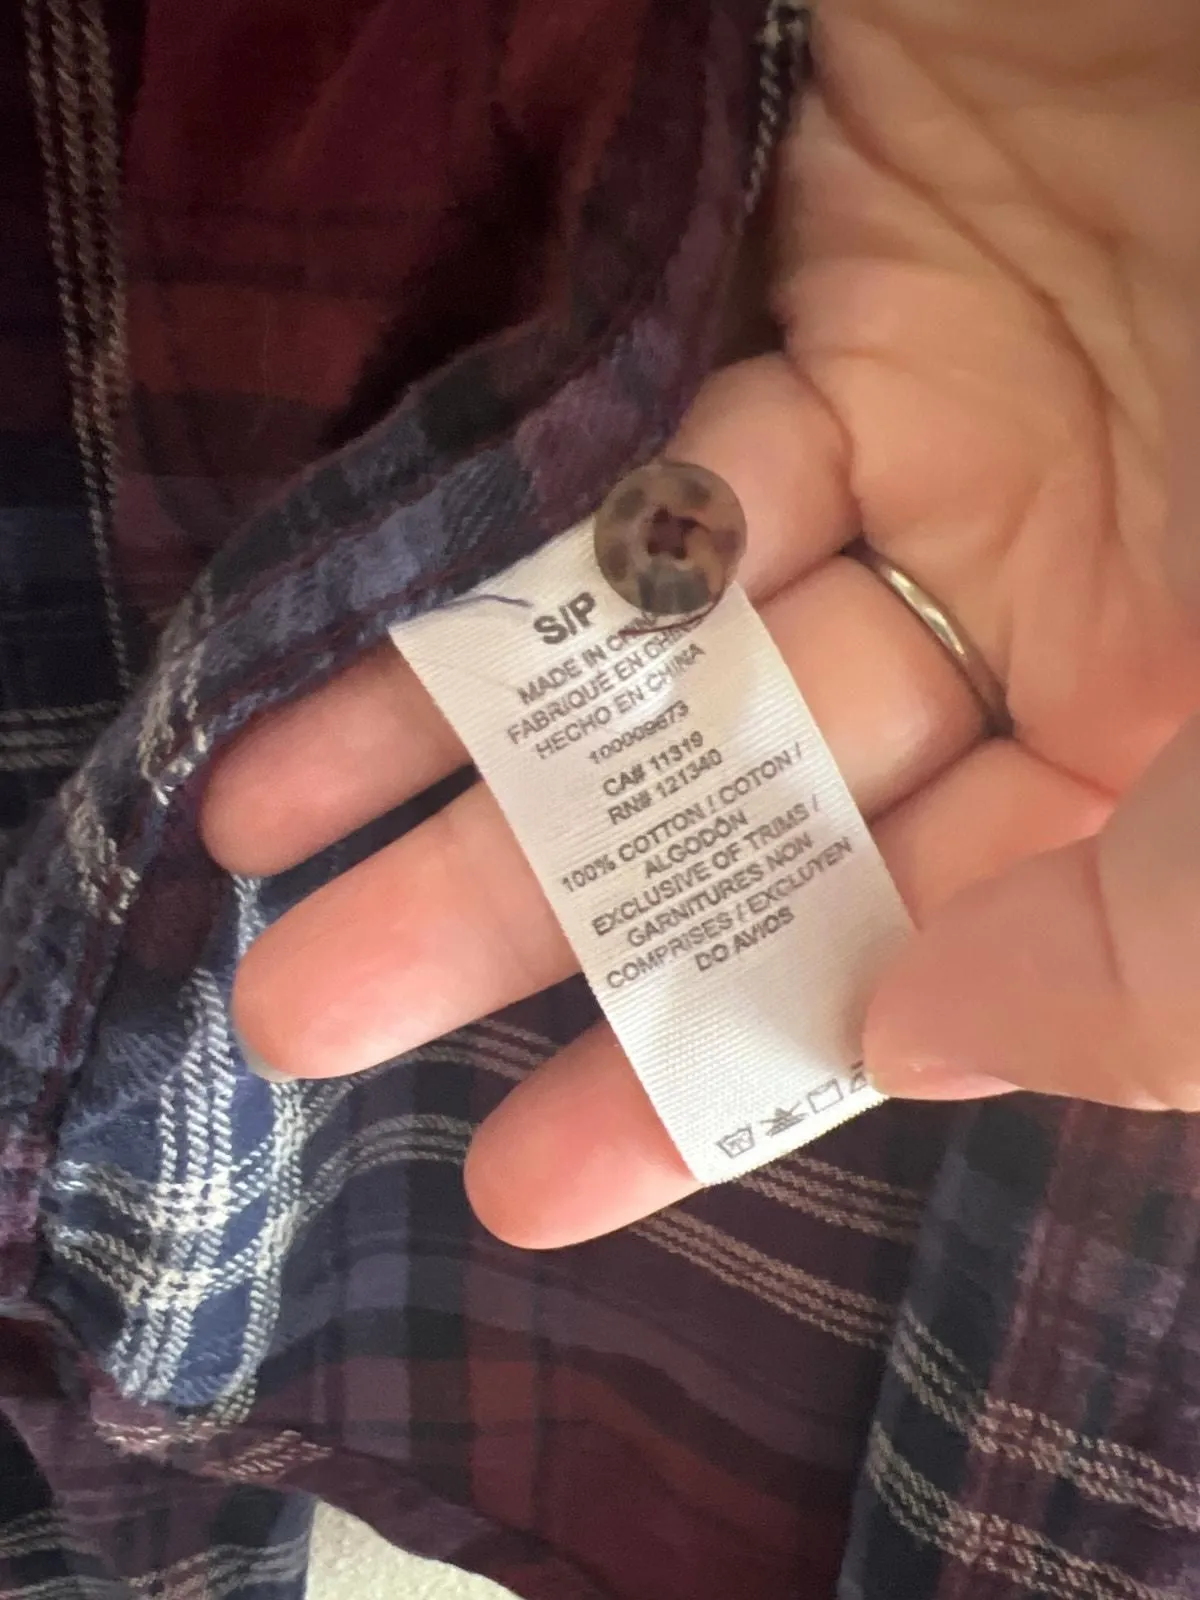 S/P
MADE IN CHINA
FABRIQUÉ EN CHINE
HECHO EN CHINA
100009673
CA# 11319
RN# 121340
100% COTTON / COTON /
ALGODÓN
EXCLUSIVE OF TRIMS /
GARNITURES NON
COMPRISES / EXCLUYEN
DO AVIOS